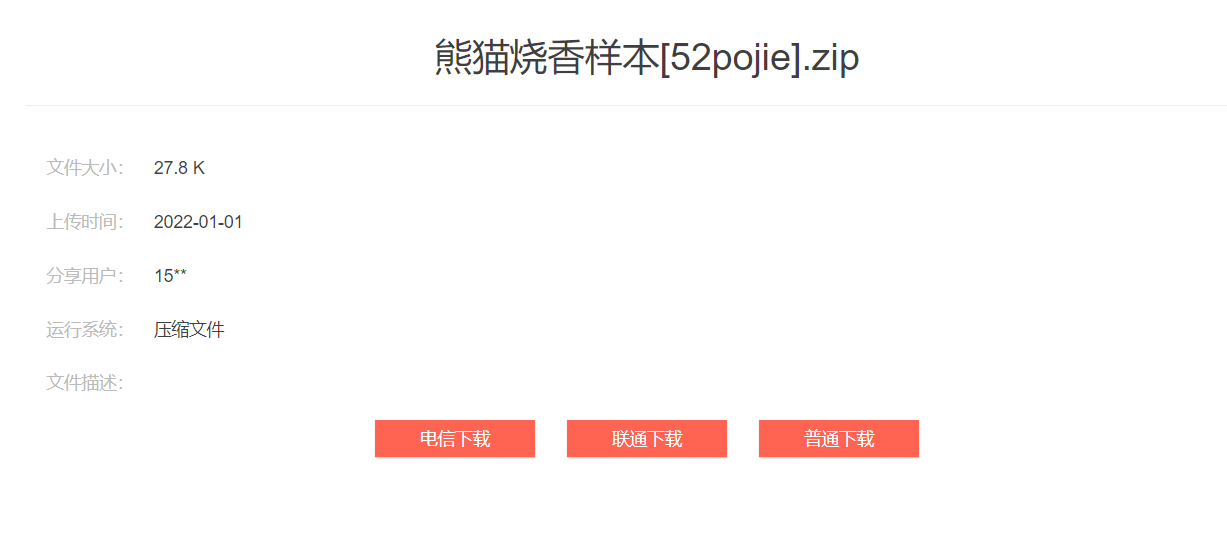 熊猫烧香样本[52pojie].zip
文件大小： 27.8 K
上传时间： 2022-01-01
分享用户： 15**
运行系统： 压缩文件
文件描述：
电信下载 联通下载 普通下载